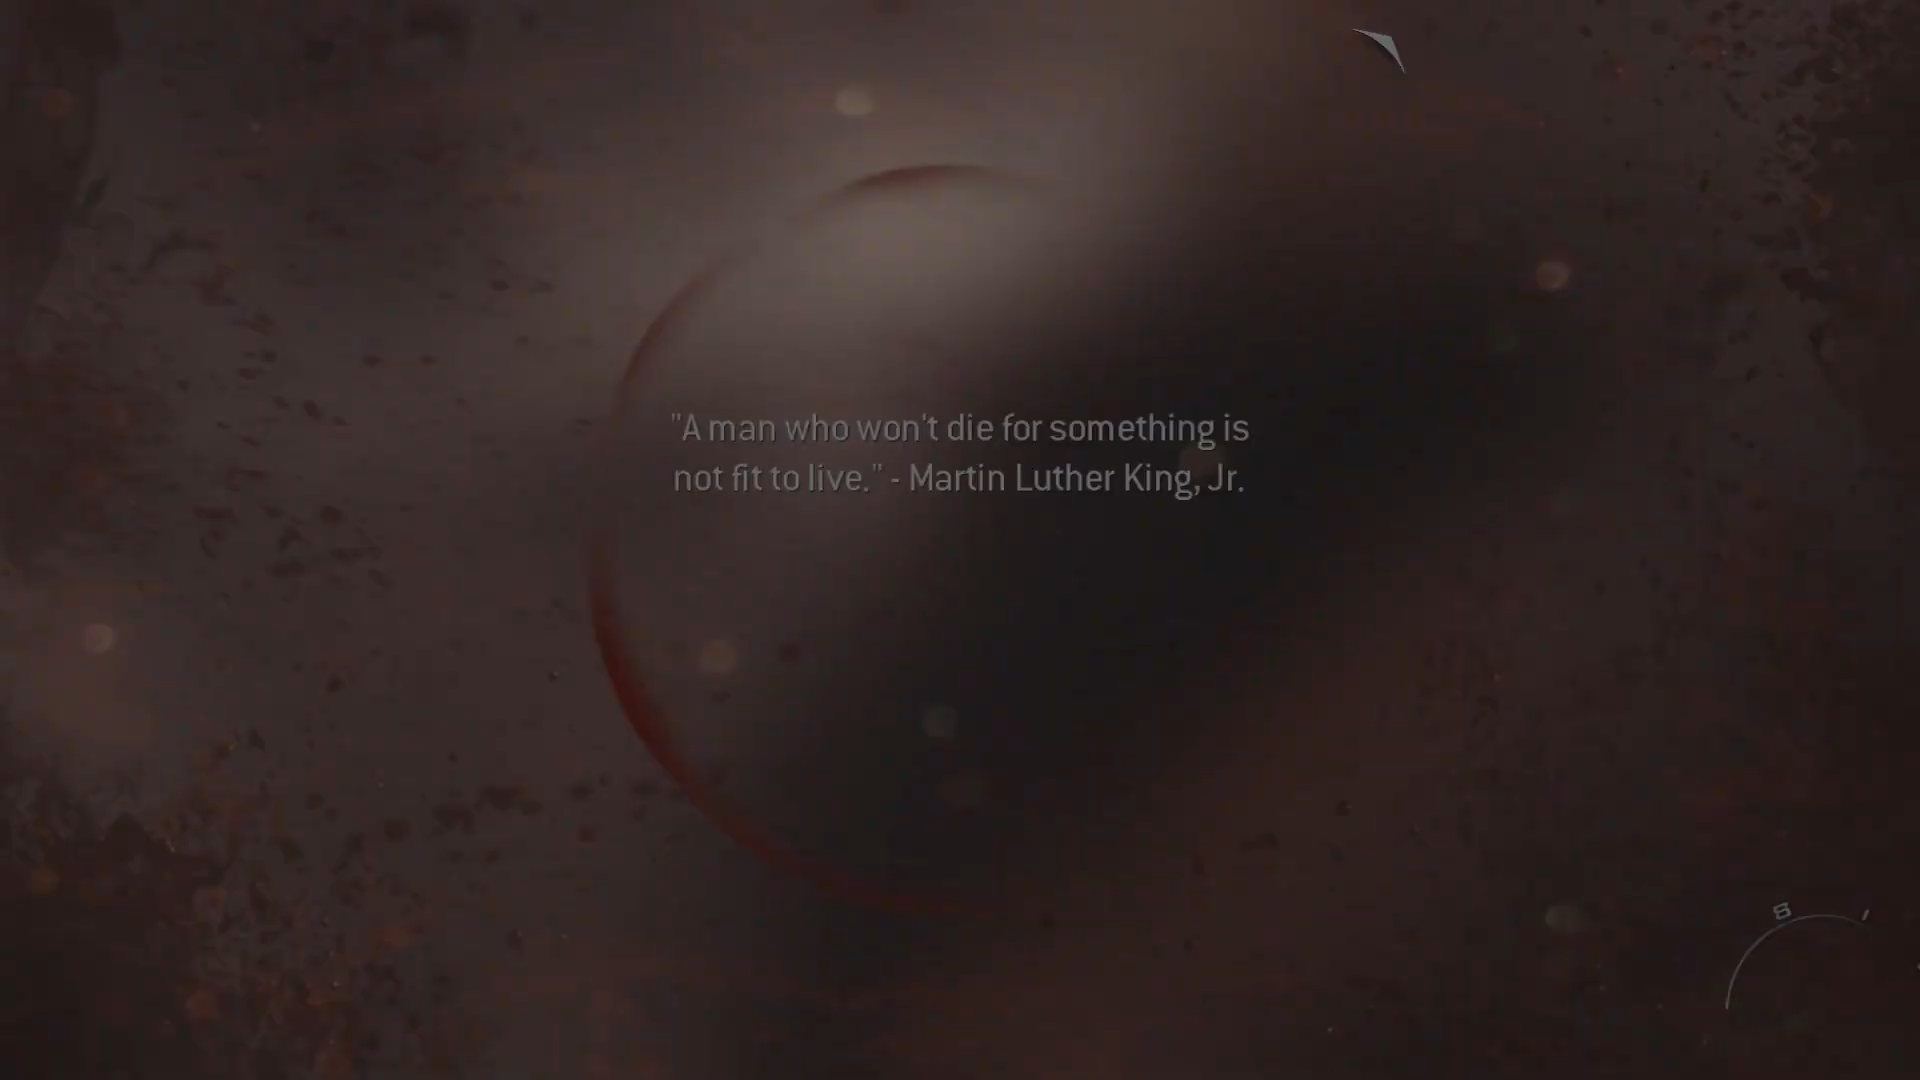 "A man who won't die for something is
not fit to live." - Martin Luther King, Jr.